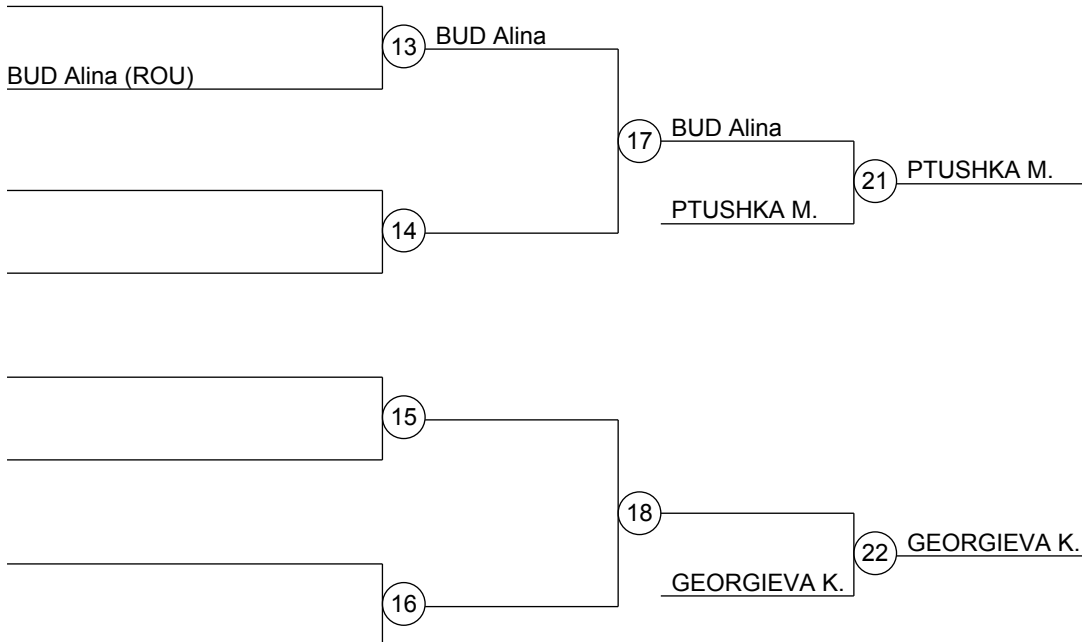 13 BUD Alina
BUD Alina (ROU)
17 BUD Alina
21 PTUSHKA M.
PTUSHKA M.
14
15
18
22 GEORGIEVA K.
GEORGIEVA K.
16